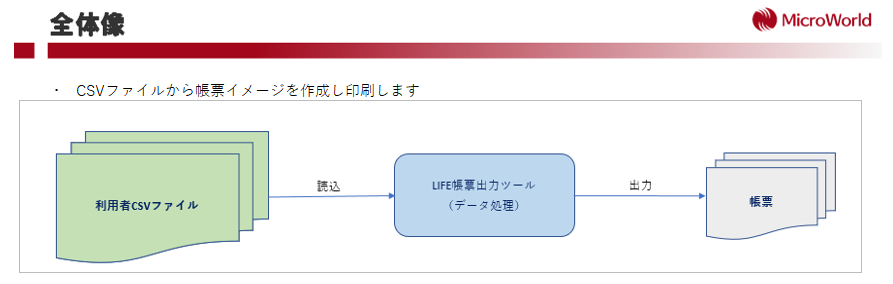 全体像
MicroWorld
・ CSVファイルから帳票イメージを作成し印刷します
利用者CSVファイル
読込
LIFE帳票出力ツール
（データ処理）
出力
帳票